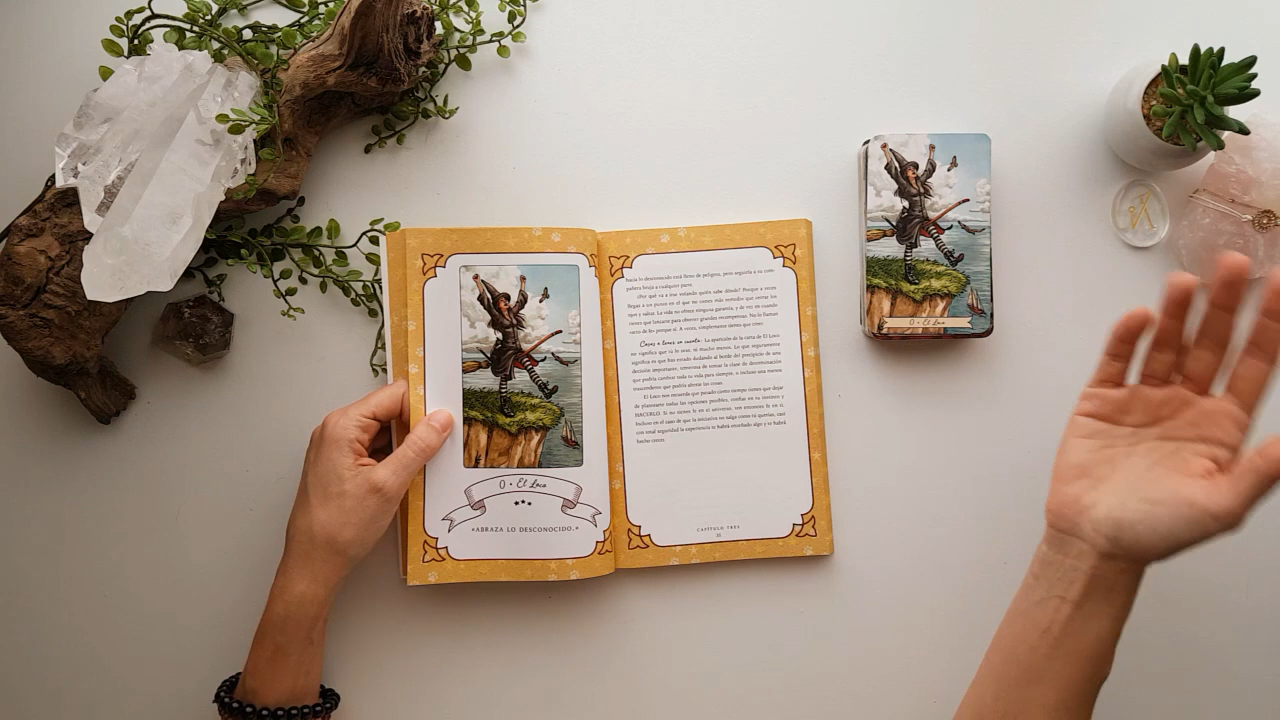 0 • El Loco
«ABRAZA LO DESCONOCIDO.»
hacia lo desconocido está lleno de peligros, pero seguiría a su com-
pañera bruja a cualquier parte.
¿Por qué va a irse volando quién sabe dónde? Porque a veces
llegas a un punto en el que no tienes más remedio que cerrar los
ojos y saltar. La vida no ofrece ninguna garantía, y de vez en cuando
tienes que lanzarte para obtener grandes recompensas. No lo llaman
«acto de fe» porque sí. A veces, simplemente tienes que creer.
Cosas a tener en cuenta: La aparición de la carta de El Loco
no significa que tú lo seas, ni mucho menos. Lo que seguramente
significa es que has estado dudando al borde del precipicio de una
decisión importante, temerosa de tomar la clase de determinación
que podría cambiar toda tu vida para siempre, o incluso una menos
trascendente que podría alterar las cosas.
El Loco nos recuerda que pasado cierto tiempo tienes que dejar
de plantearte todas las opciones posibles, confiar en tu instinto y
HACERLO. Si no tienes fe en el universo, ten entonces fe en ti.
Incluso en el caso de que la iniciativa no salga como tú querías, casi
con total seguridad la experiencia te habrá enseñado algo y te habrá
hecho crecer.
CAPÍTULO TRES
33
0 • El Loco